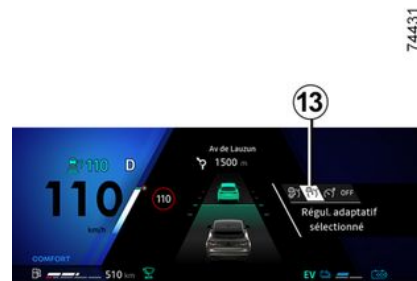 74431
13
Av de Lauzun
1500 m
110 D
110
km/h
110
OFF
Régul. adaptatif
sélectionné
COMFORT
510 km
EV